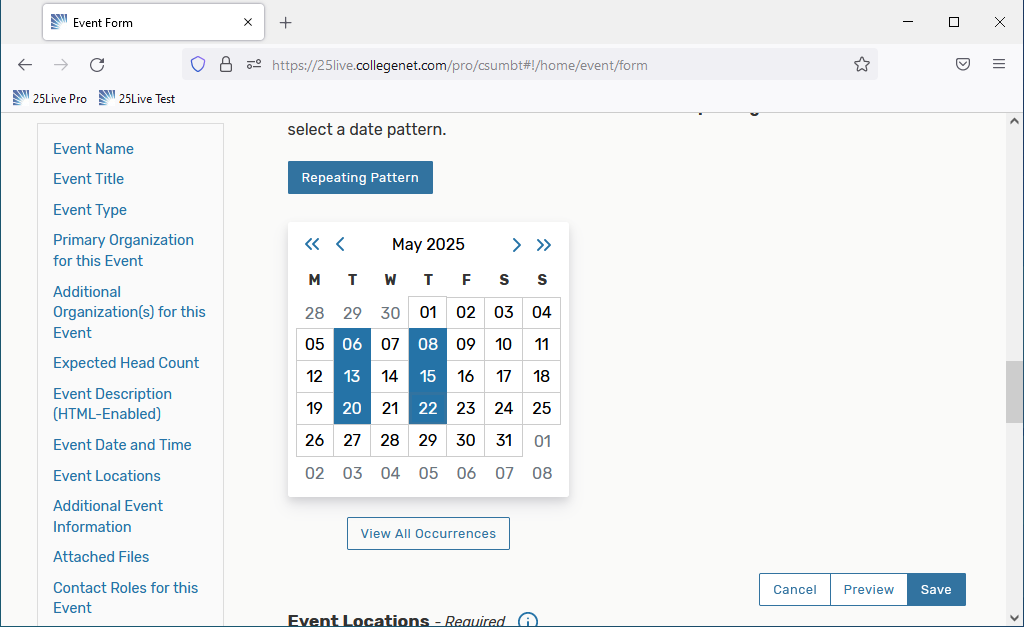 Event Form
https://25live.collegenet.com/pro/csumbt#!/home/event/form
25Live Pro 25Live Test
Event Name
Event Title
Event Type
Primary Organization
for this Event
Additional
Organization(s) for this
Event
Expected Head Count
Event Description
(HTML-Enabled)
Event Date and Time
Event Locations
Additional Event
Information
Attached Files
Contact Roles for this
Event
select a date pattern.
Repeating Pattern
May 2025
M T W T F S S
28 29 30 01 02 03 04
05 06 07 08 09 10 11
12 13 14 15 16 17 18
19 20 21 22 23 24 25
26 27 28 29 30 31 01
02 03 04 05 06 07 08
View All Occurrences
Cancel Preview Save
Event Locations - Required